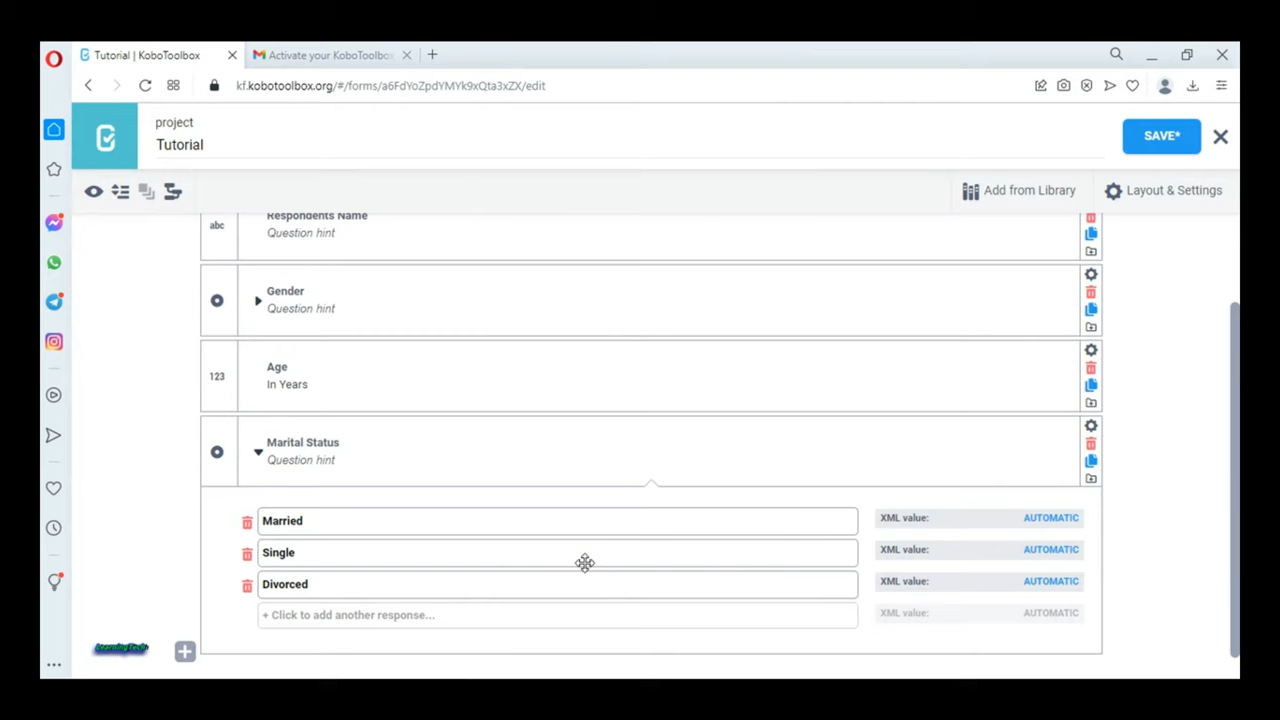 Tutorial | KoboToolbox
Activate your KoboToolbo
kf.kobotoolbox.org/#/forms/a6FdYoZpdYMYk9xQta3xZX/edit
project
Tutorial
SAVE*
Add from Library
Layout & Settings
abc
Respondents Name
Question hint
Gender
Question hint
123
Age
In Years
Marital Status
Question hint
Married
XML value:
AUTOMATIC
Single
XML value:
AUTOMATIC
Divorced
XML value:
AUTOMATIC
+ Click to add another response...
XML value:
AUTOMATIC
LearningTech